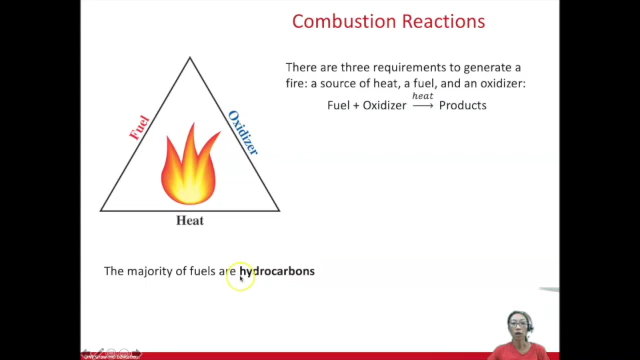 Combustion Reactions
There are three requirements to generate a
fire: a source of heat, a fuel, and an oxidizer:
heat
Fuel + Oxidizer ⟶ Products
Fuel
Oxidizer
Heat
The majority of fuels are hydrocarbons